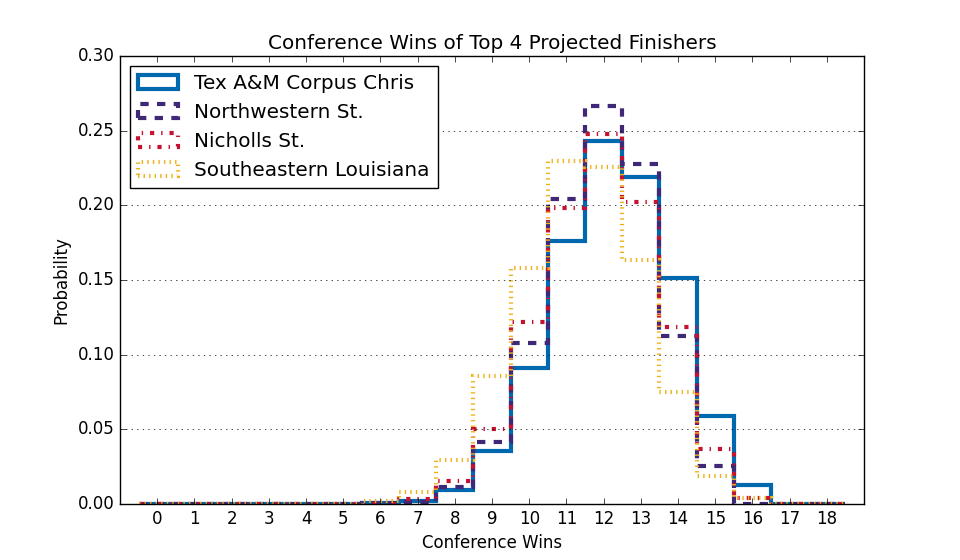 Conference Wins of Top 4 Projected Finishers
0.30
0.25
0.20
0.15
0.10
0.05
0.00
Probability
Tex A&M Corpus Chris
Northwestern St.
Nicholls St.
Southeastern Louisiana
0 1 2 3 4 5 6 7 8 9 10 11 12 13 14 15 16 17 18
Conference Wins